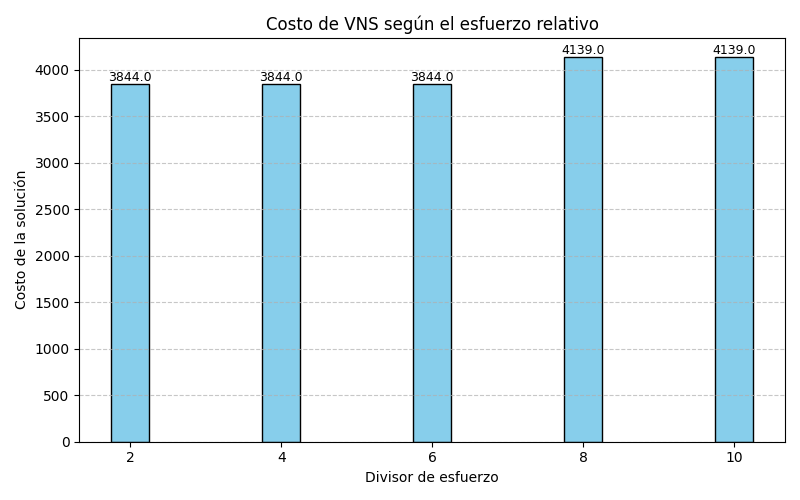 Costo de VNS según el esfuerzo relativo
3844.0 3844.0 3844.0 4139.0 4139.0
4000
3500
3000
2500
2000
1500
1000
500
0
Costo de la solución
2 4 6 8 10
Divisor de esfuerzo